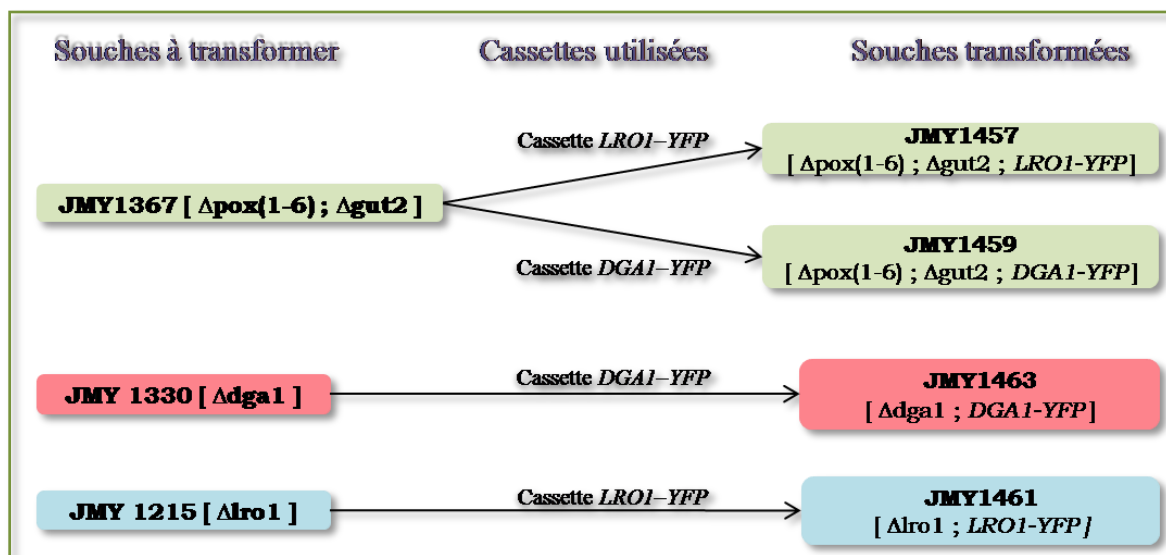 Souches à transformer Cassettes utilisées Souches transformées
Cassette LRO1–YFP
JMY1457
[ Δpox(1-6) ; Δgut2 ; LRO1-YFP]
JMY1367 [ Δpox(1-6) ; Δgut2 ]
JMY1459
Cassette DGA1–YFP
[ Δpox(1-6) ; Δgut2 ; DGA1-YFP]
Cassette DGA1–YFP
JMY1463
JMY 1330 [ Δdga1 ]
[ Δdga1 ; DGA1-YFP]
Cassette LRO1–YFP
JMY1461
JMY 1215 [ Δlro1 ]
[ Δlro1 ; LRO1-YFP]